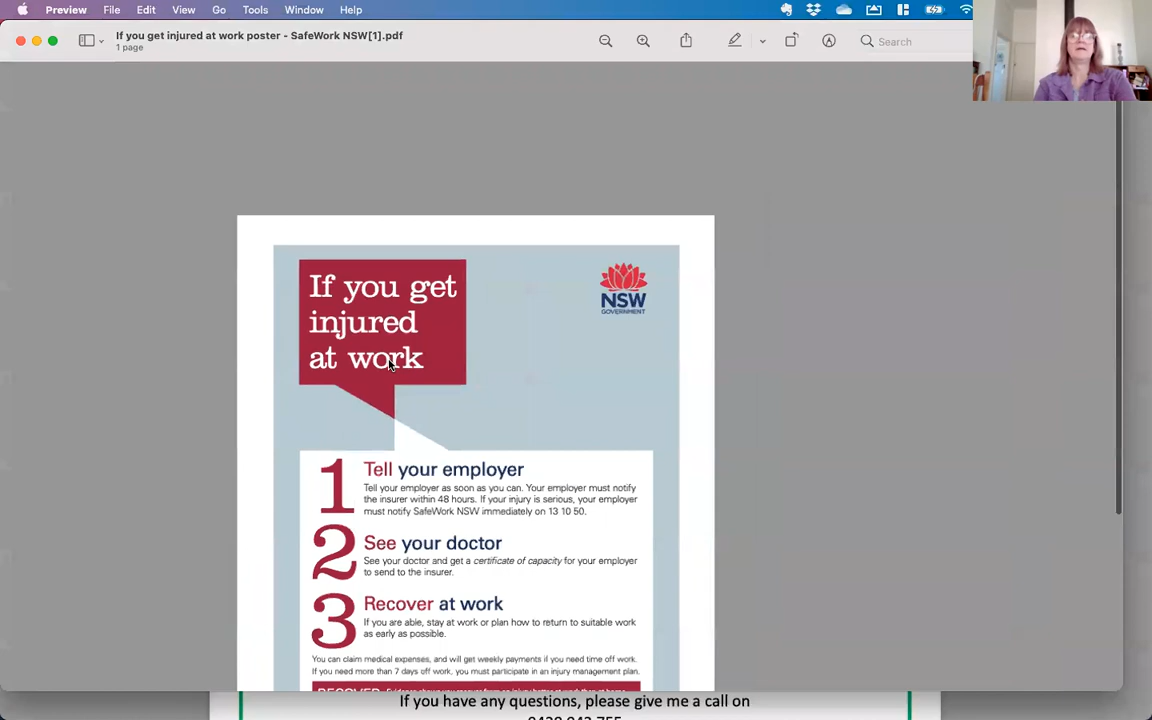 Preview File Edit View Go Tools Window Help
If you get injured at work poster - SafeWork NSW[1].pdf
1 page
Search
If you get
injured
at work
NSW
GOVERNMENT
1 Tell your employer
Tell your employer as soon as you can. Your employer must notify
the insurer within 48 hours. If your injury is serious, your employer
must notify SafeWork NSW immediately on 13 10 50.
2 See your doctor
See your doctor and get a certificate of capacity for your employer
to send to the insurer.
3 Recover at work
If you are able, stay at work or plan how to return to suitable work
as early as possible.
You can claim medical expenses, and will get weekly payments if you need time off work.
If you need more than 7 days off work, you must participate in an injury management plan.
If you have any questions, please give me a call on